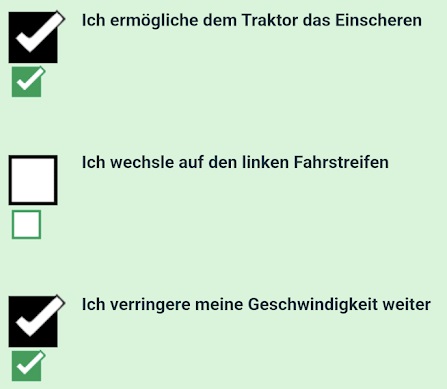 Ich ermögliche dem Traktor das Einscheren
Ich wechsle auf den linken Fahrstreifen
Ich verringere meine Geschwindigkeit weiter